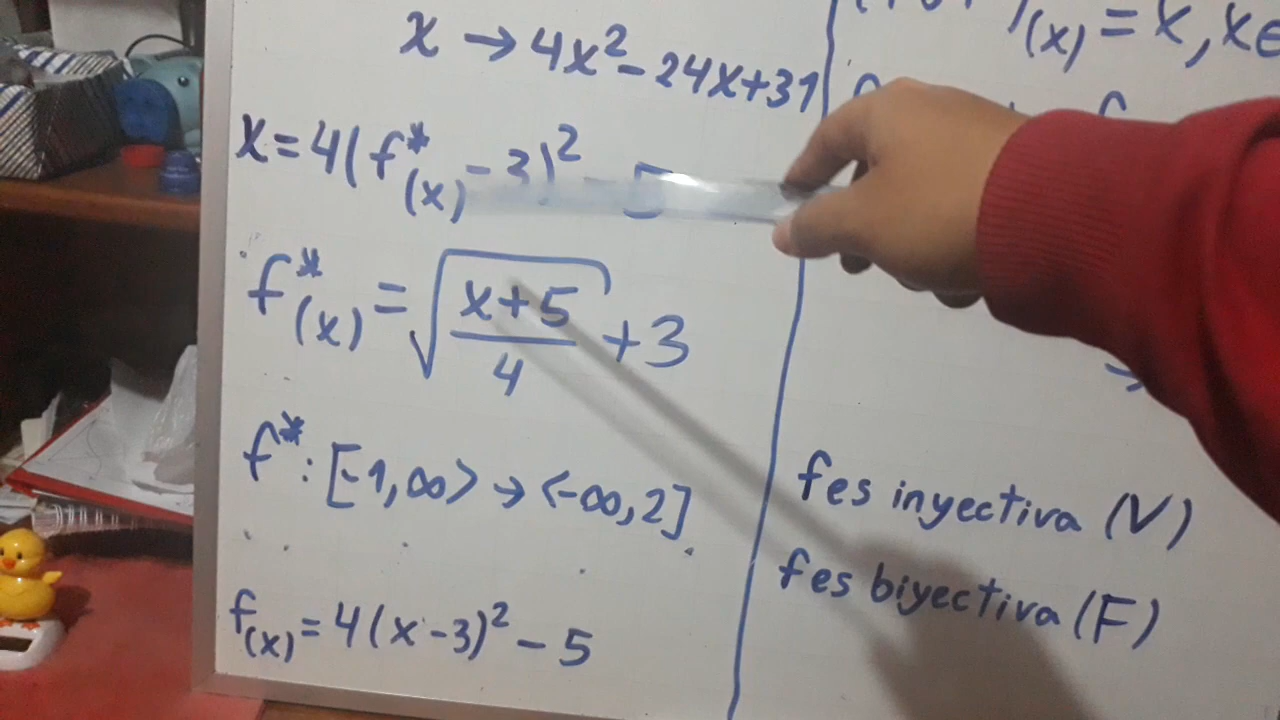 x → 4x²-24x+31
x=4(f*(x)-3)² - 5
f*(x) = √((x+5)/4) +3
f*: [-1,∞> → <-∞,2]
f(x) = 4(x-3)² - 5
(x) = x, x∈
f es inyectiva (V)
f es biyectiva (F)